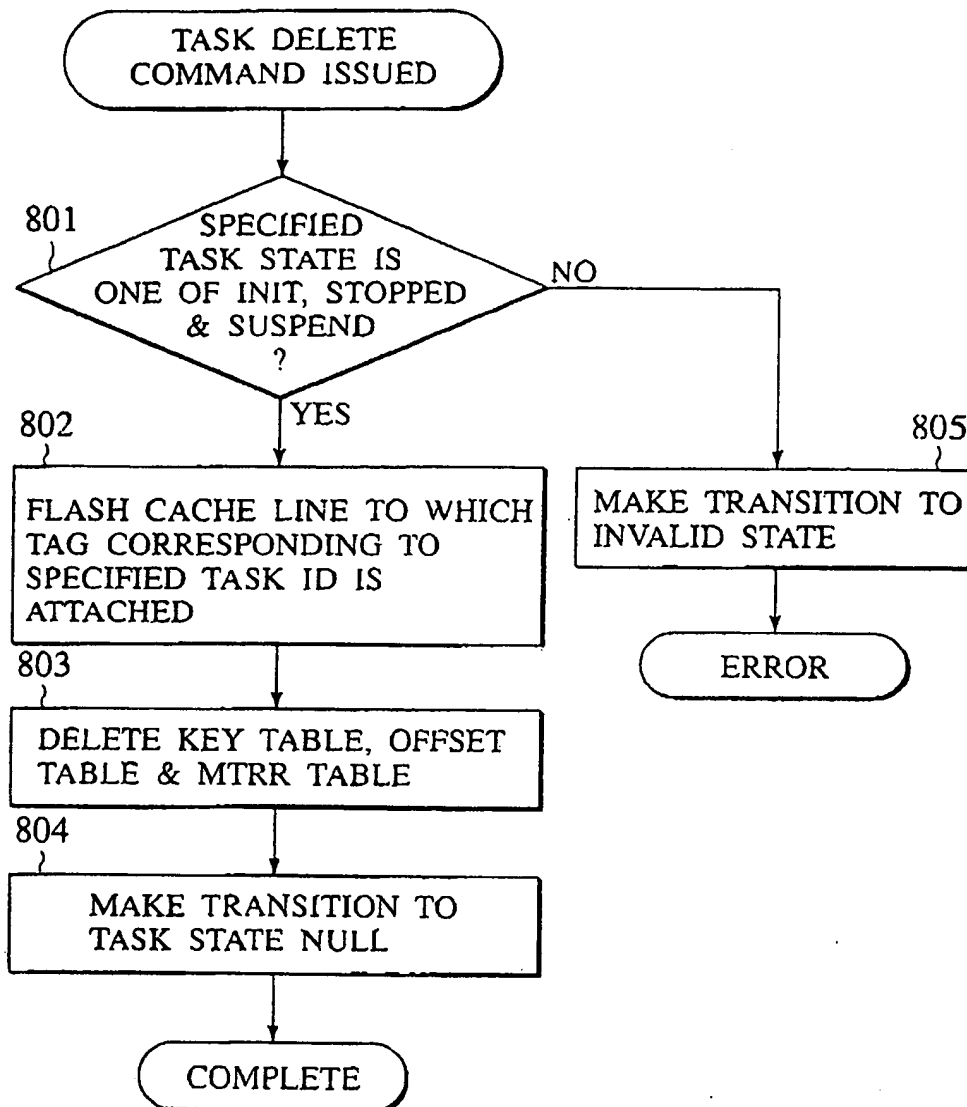 TASK DELETE
COMMAND ISSUED
801
SPECIFIED
TASK STATE IS
ONE OF INIT, STOPPED
& SUSPEND
?
NO
YES
802
FLASH CACHE LINE TO WHICH
TAG CORRESPONDING TO
SPECIFIED TASK ID IS
ATTACHED
805
MAKE TRANSITION TO
INVALID STATE
ERROR
803
DELETE KEY TABLE, OFFSET
TABLE & MTRR TABLE
804
MAKE TRANSITION TO
TASK STATE NULL
COMPLETE